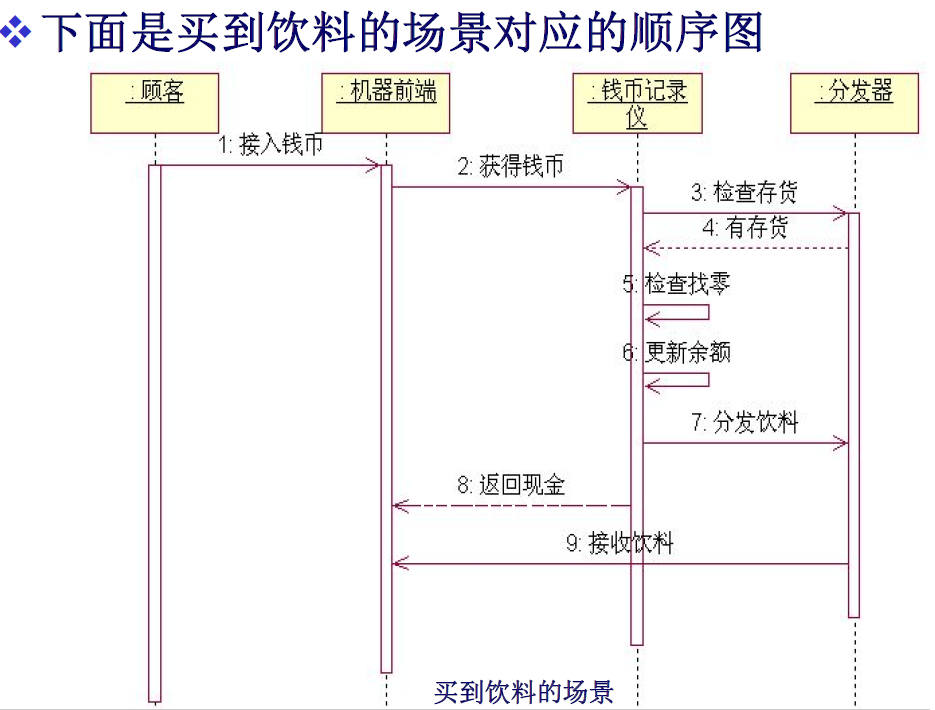 下面是买到饮料的场景对应的顺序图
: 顾客
: 机器前端
: 钱币记录
仪
: 分发器
1: 接入钱币
2: 获得钱币
3: 检查存货
4: 有存货
5: 检查找零
6: 更新余额
7: 分发饮料
8: 返回现金
9: 接收饮料
买到饮料的场景